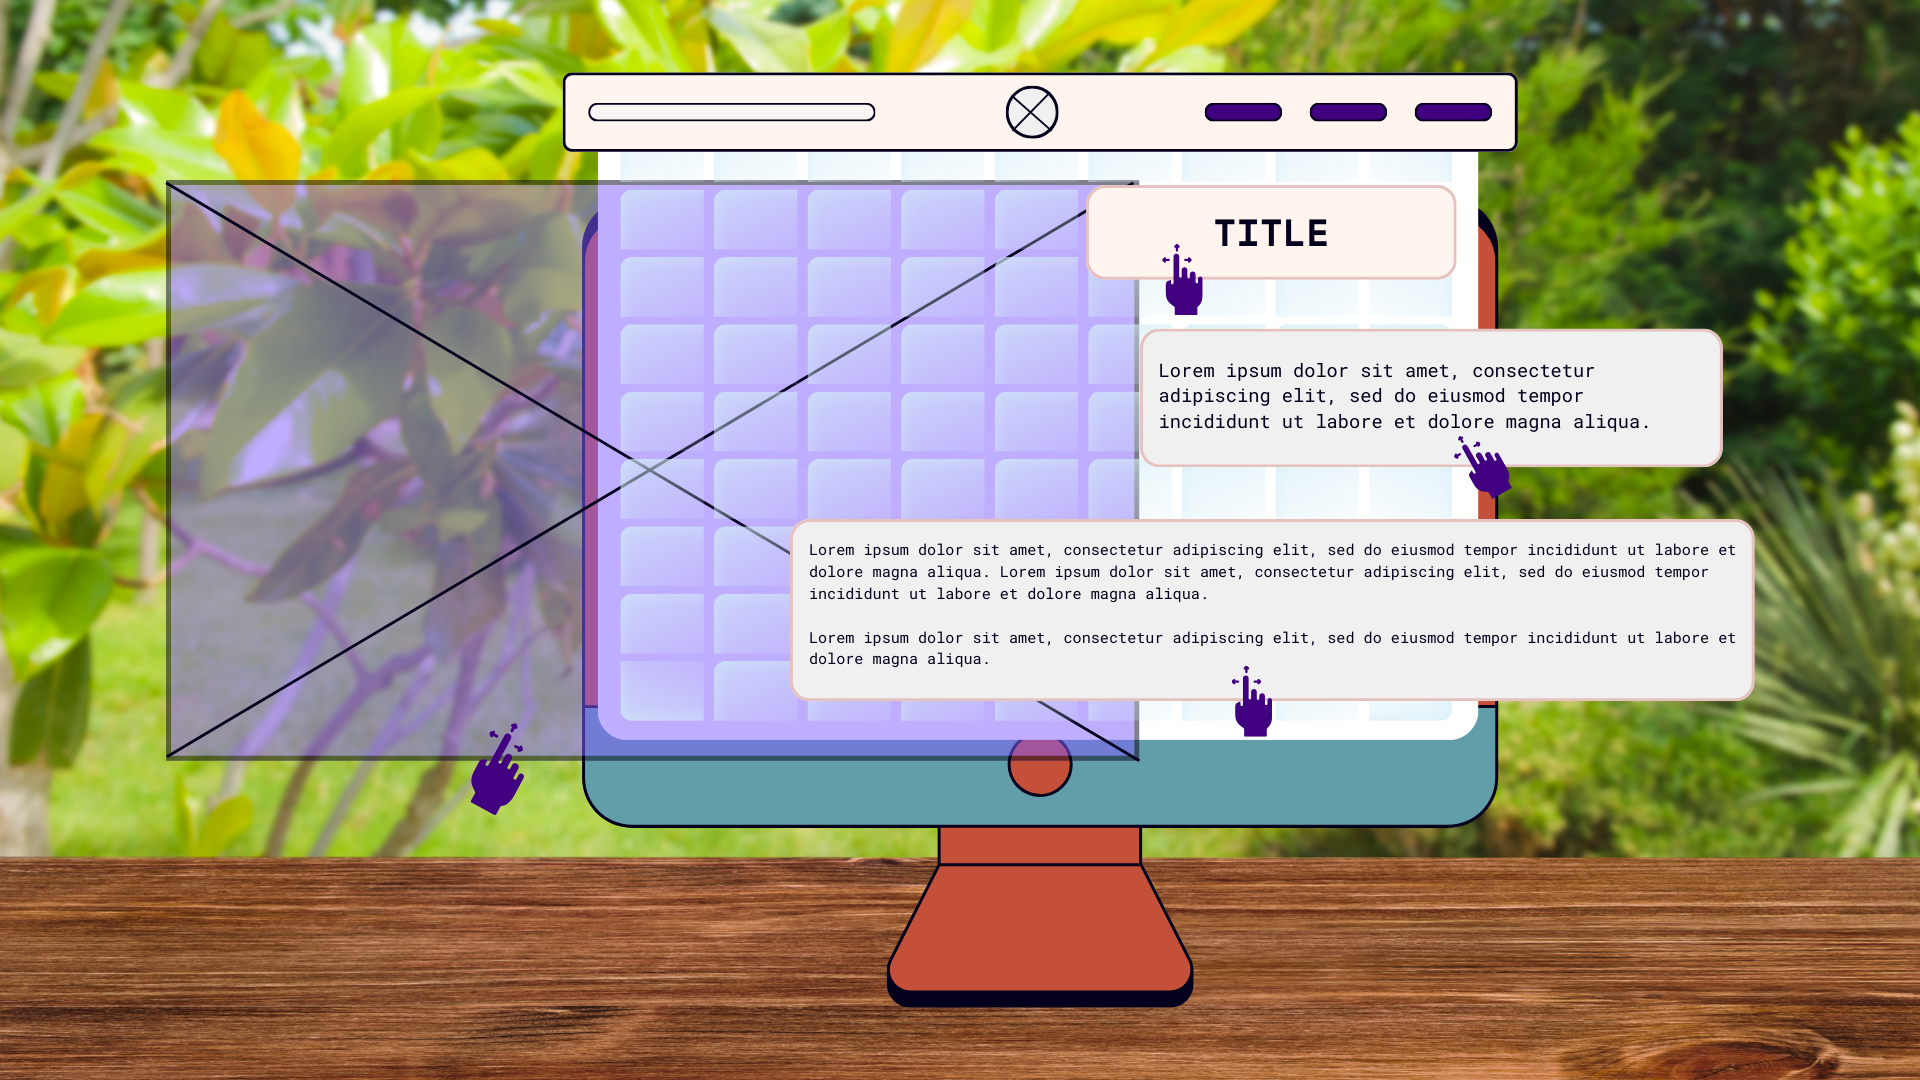 TITLE
Lorem ipsum dolor sit amet, consectetur
adipiscing elit, sed do eiusmod tempor
incididunt ut labore et dolore magna aliqua.
Lorem ipsum dolor sit amet, consectetur adipiscing elit, sed do eiusmod tempor incididunt ut labore et
dolore magna aliqua. Lorem ipsum dolor sit amet, consectetur adipiscing elit, sed do eiusmod tempor
incididunt ut labore et dolore magna aliqua.
Lorem ipsum dolor sit amet, consectetur adipiscing elit, sed do eiusmod tempor incididunt ut labore et
dolore magna aliqua.